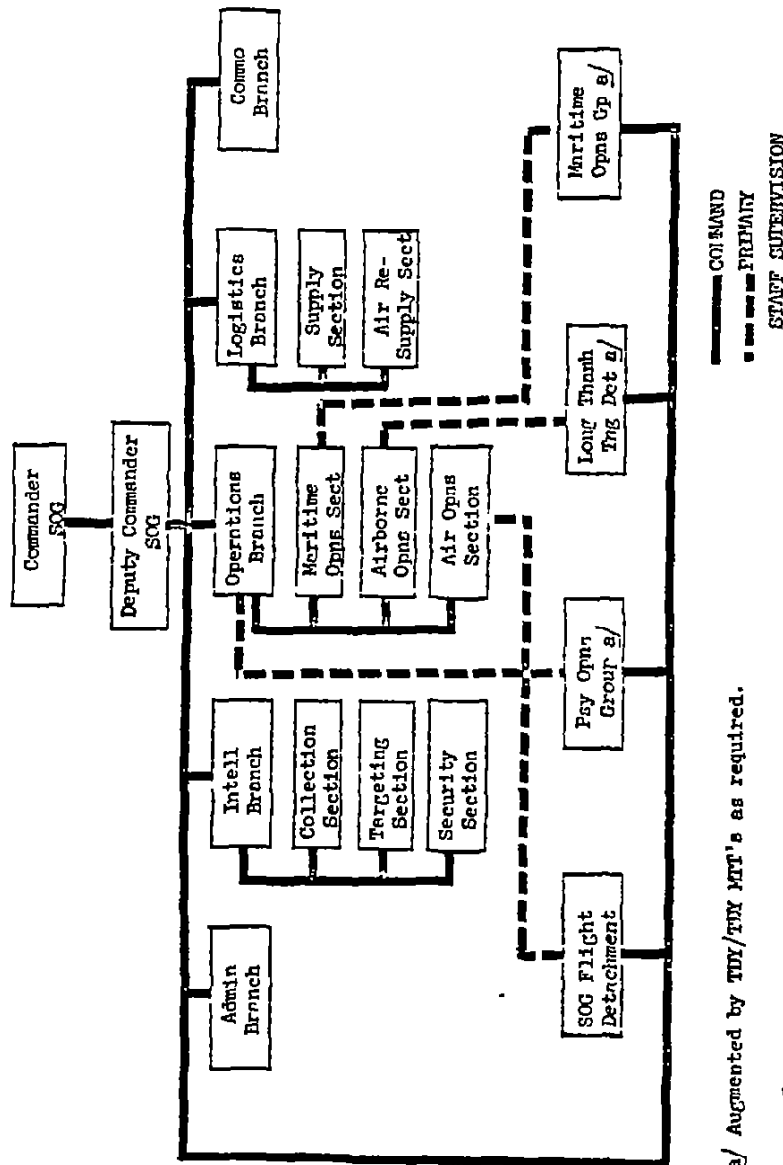 Commander
SOG
Deputy Commander
SOG
Admin
Branch
Intell
Branch
Collection
Section
Targeting
Section
Security
Section
Operations
Branch
Maritime
Opns Sect
Airborne
Opns Sect
Air Opns
Section
Logistics
Branch
Supply
Section
Air Re-
Supply Sect
Commo
Branch
SOG Flight
Detachment
Psy Opns
Group a/
Long Thanh
Tng Det a/
Maritime
Opns Gp a/
COMMAND
PRIMARY
STAFF SUPERVISION
a/ Augmented by TDY/TDY MTT's as required.